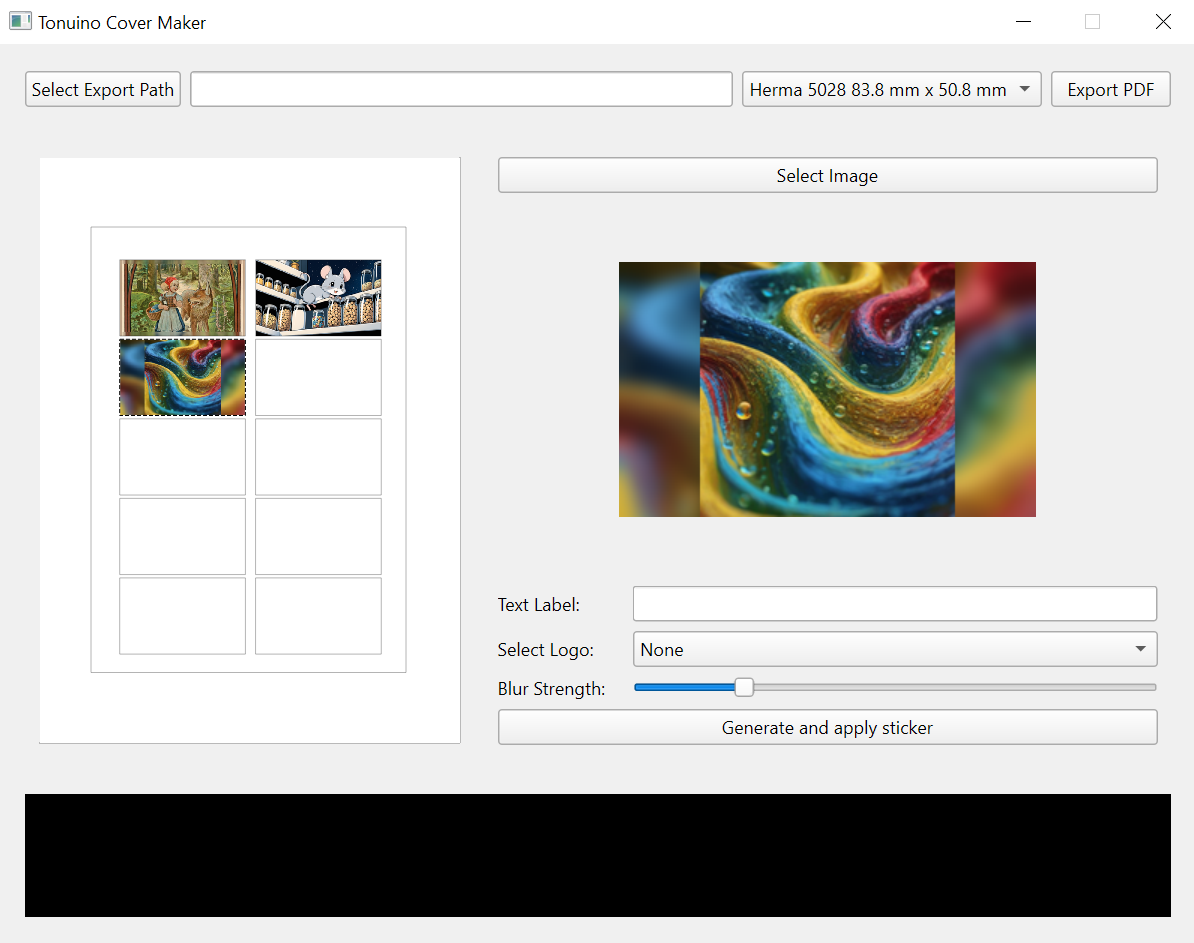 Tonuino Cover Maker
Select Export Path
Herma 5028 83.8 mm x 50.8 mm
Export PDF
Select Image
Text Label:
Select Logo:
None
Blur Strength:
Generate and apply sticker